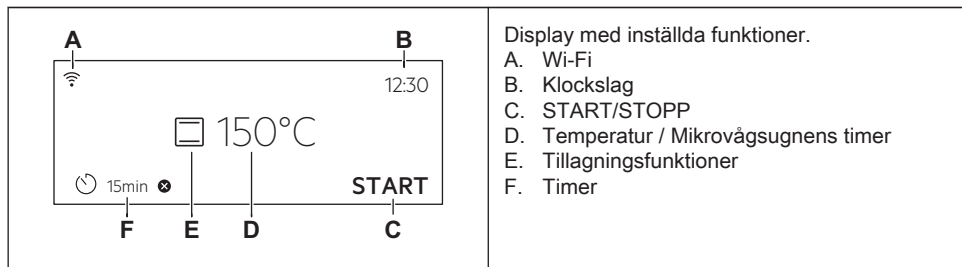 A
B
12:30
150°C
15min
START
F
E
D
C
Display med inställda funktioner.
A. Wi-Fi
B. Klockslag
C. START/STOPP
D. Temperatur / Mikrovågsugnens timer
E. Tillagningsfunktioner
F. Timer